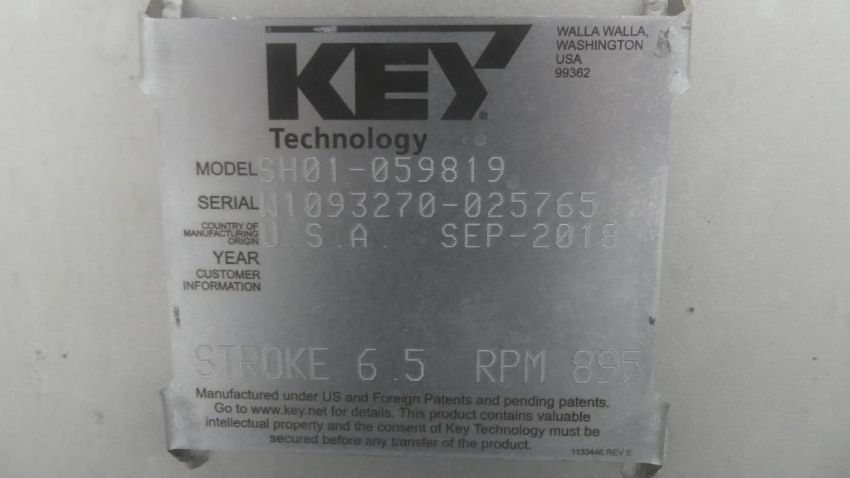 KEY®
Technology
WALLA WALLA,
WASHINGTON
USA
99362
MODEL SH01-059819
SERIAL N1093270-025765
COUNTRY OF
MANUFACTURING
ORIGIN U.S.A. SEP-2018
YEAR
CUSTOMER
INFORMATION
STROKE 6.5 RPM 895
Manufactured under US and Foreign Patents and pending patents.
Go to www.key.net for details. This product contains valuable
intellectual property and the consent of Key Technology must be
secured before any transfer of the product.
1133446 REV E